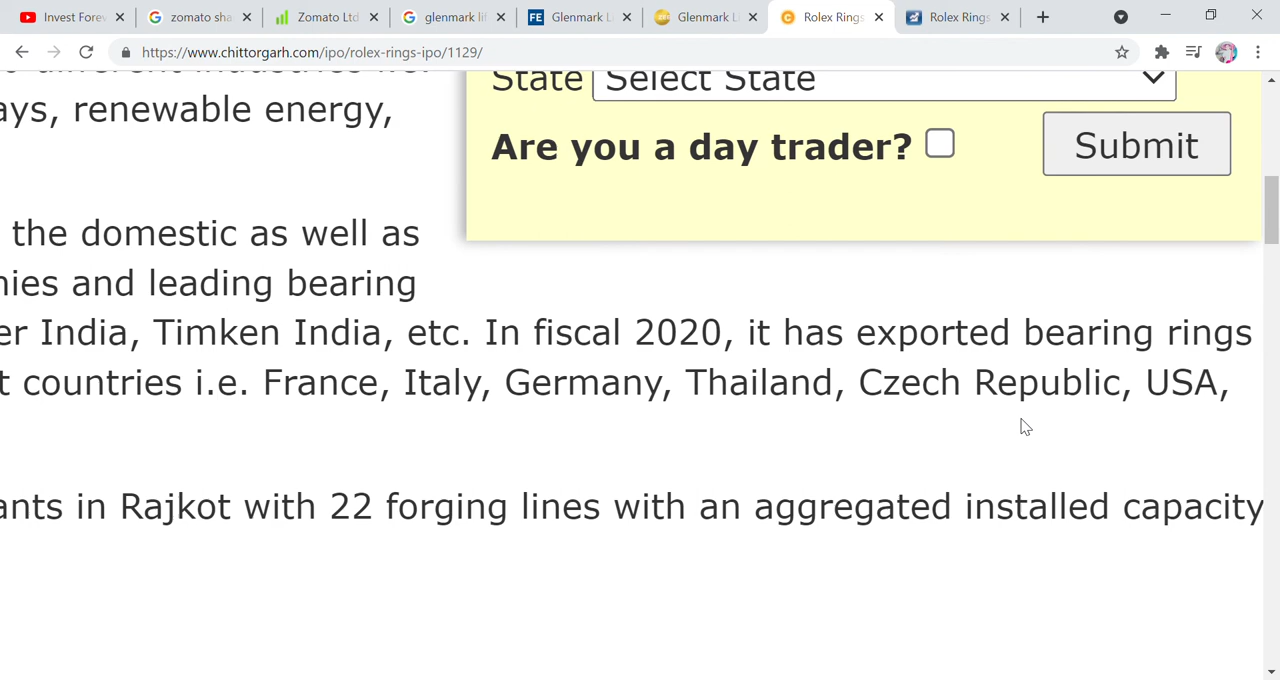 Invest Forev
zomato sha
Zomato Ltd
glenmark lif
FE
Glenmark L
Glenmark Li
Rolex Rings
Rolex Rings
https://www.chittorgarh.com/ipo/rolex-rings-ipo/1129/
State Select State
ays, renewable energy,
Are you a day trader? Submit
the domestic as well as
nies and leading bearing
er India, Timken India, etc. In fiscal 2020, it has exported bearing rings
t countries i.e. France, Italy, Germany, Thailand, Czech Republic, USA,
ants in Rajkot with 22 forging lines with an aggregated installed capacity